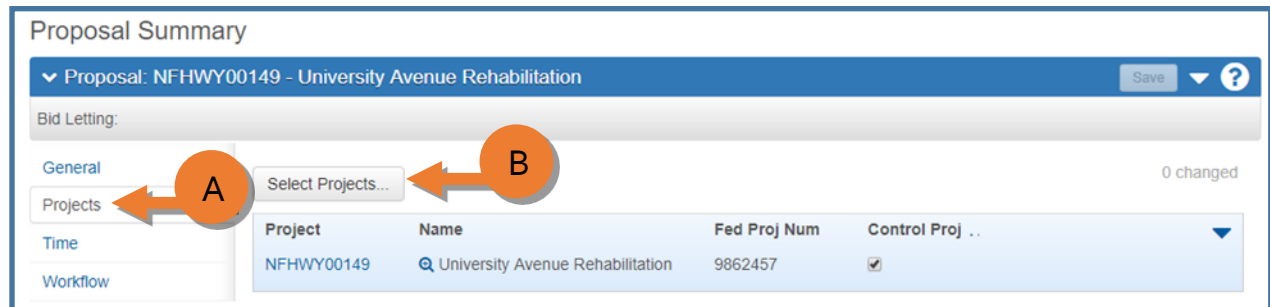 Proposal Summary
Proposal: NFHWY00149 - University Avenue Rehabilitation
Save
?
Bid Letting:
General
Projects
Time
Workflow
A
Select Projects...
B
0 changed
Project Name Fed Proj Num Control Proj ..
NFHWY00149 University Avenue Rehabilitation 9862457